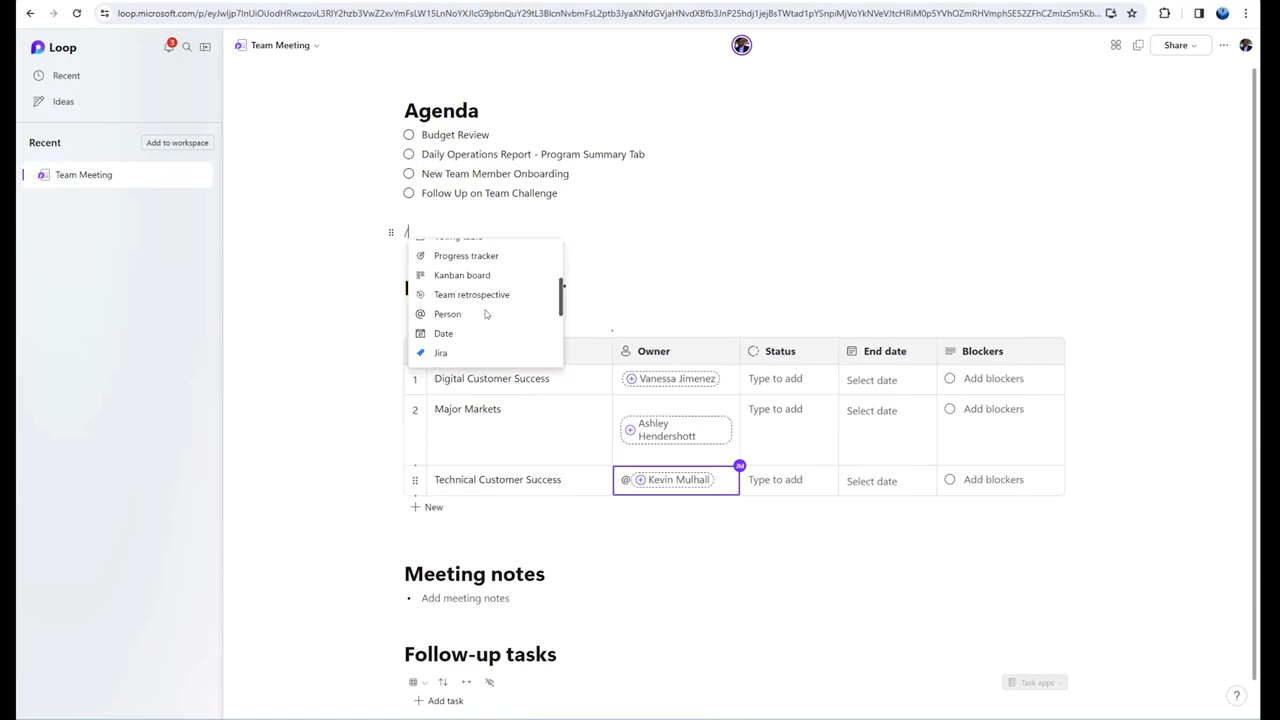 Loop
3
Recent
Ideas
Recent
Add to workspace
Team Meeting
Team Meeting
Share
Agenda
Budget Review
Daily Operations Report - Program Summary Tab
New Team Member Onboarding
Follow Up on Team Challenge
/
Progress tracker
Kanban board
Team retrospective
Person
Date
Jira
Owner Status End date Blockers
1 Digital Customer Success Vanessa Jimenez Type to add Select date Add blockers
2 Major Markets Ashley Hendershott Type to add Select date Add blockers
JM
Technical Customer Success @ Kevin Mulhall Type to add Select date Add blockers
New
Meeting notes
Add meeting notes
Follow-up tasks
Task apps
Add task
?